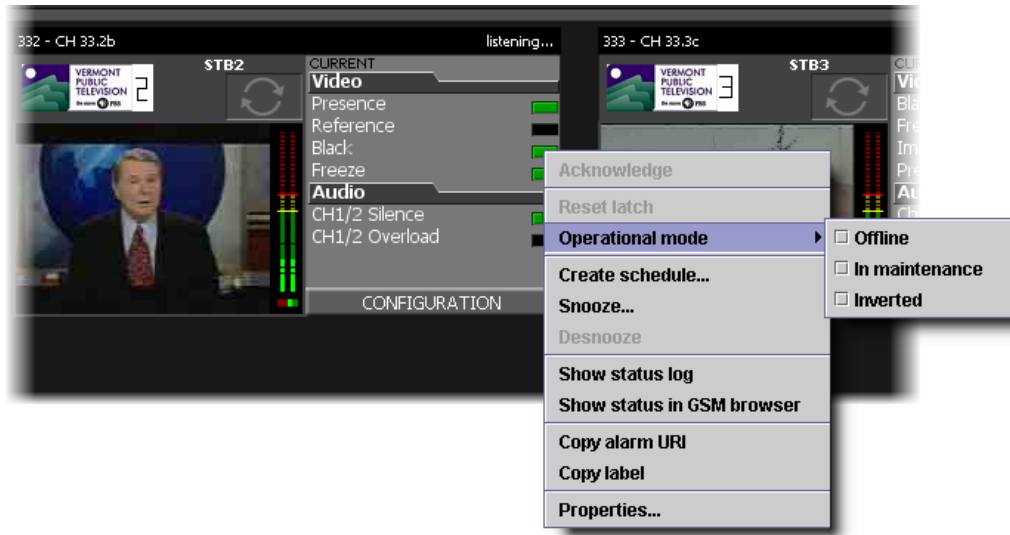 332 - CH 33.2b
listening...
VERMONT
PUBLIC
TELEVISION
PBS
2
STB2
CURRENT
Video
Presence
Reference
Black
Freeze
Audio
CH1/2 Silence
CH1/2 Overload
CONFIGURATION
333 - CH 33.3c
VERMONT
PUBLIC
TELEVISION
PBS
3
STB3
Acknowledge
Reset latch
Operational mode
Create schedule...
Snooze...
Desnooze
Show status log
Show status in GSM browser
Copy alarm URI
Copy label
Properties...
Offline
In maintenance
Inverted